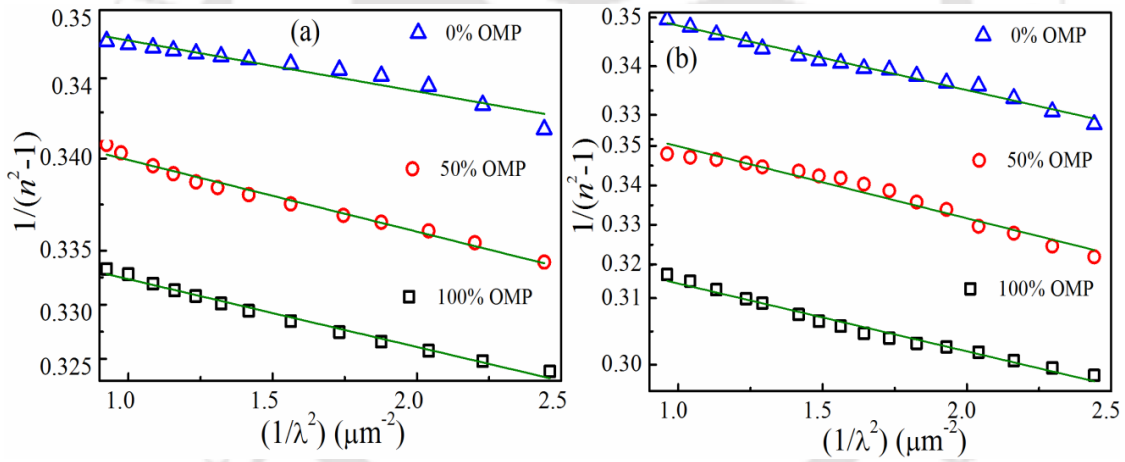 (a)
0% OMP
50% OMP
100% OMP
0.35
0.34
0.340
0.335
0.330
0.325
1/(n²-1)
1.0 1.5 2.0 2.5
(1/λ²) (μm⁻²)
(b)
0% OMP
50% OMP
100% OMP
0.35
0.34
0.33
0.35
0.34
0.33
0.32
0.31
0.30
1/(n²-1)
1.0 1.5 2.0 2.5
(1/λ²) (μm⁻²)